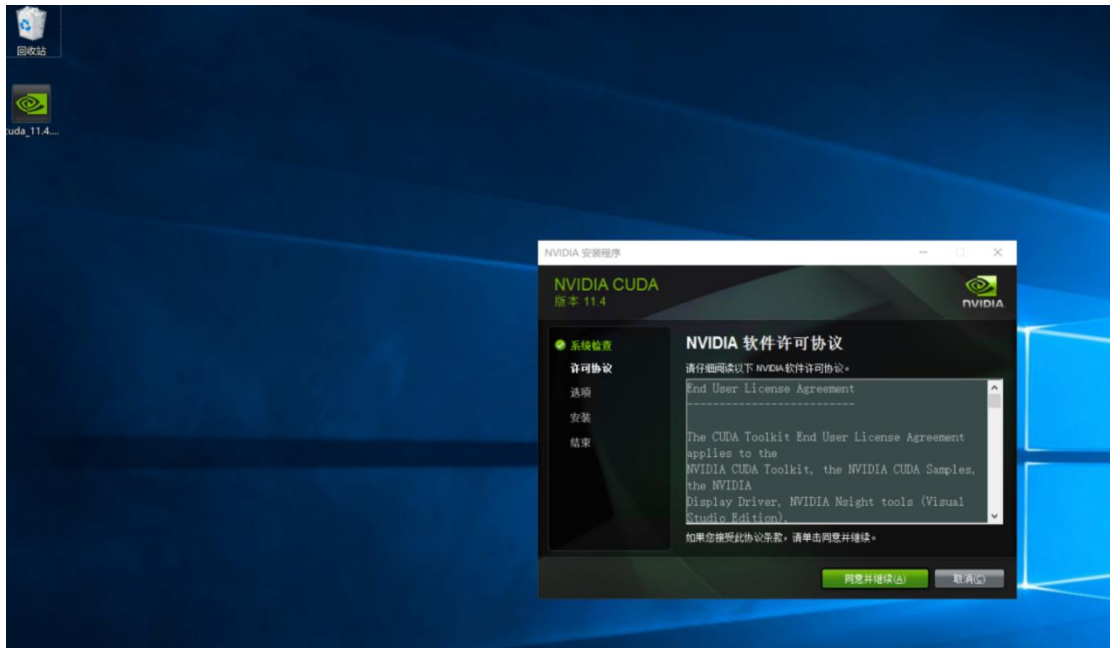 回收站
cuda_11.4....
NVIDIA 安装程序
NVIDIA CUDA
版本 11.4
NVIDIA
系统检查
许可协议
选项
安装
结束
NVIDIA 软件许可协议
请仔细阅读以下 NVIDIA 软件许可协议。
End User License Agreement
--------------------------
The CUDA Toolkit End User License Agreement
applies to the
NVIDIA CUDA Toolkit, the NVIDIA CUDA Samples,
the NVIDIA
Display Driver, NVIDIA Nsight tools (Visual
Studio Edition),
如果您接受此协议条款，请单击同意并继续。
同意并继续(A)
取消(C)